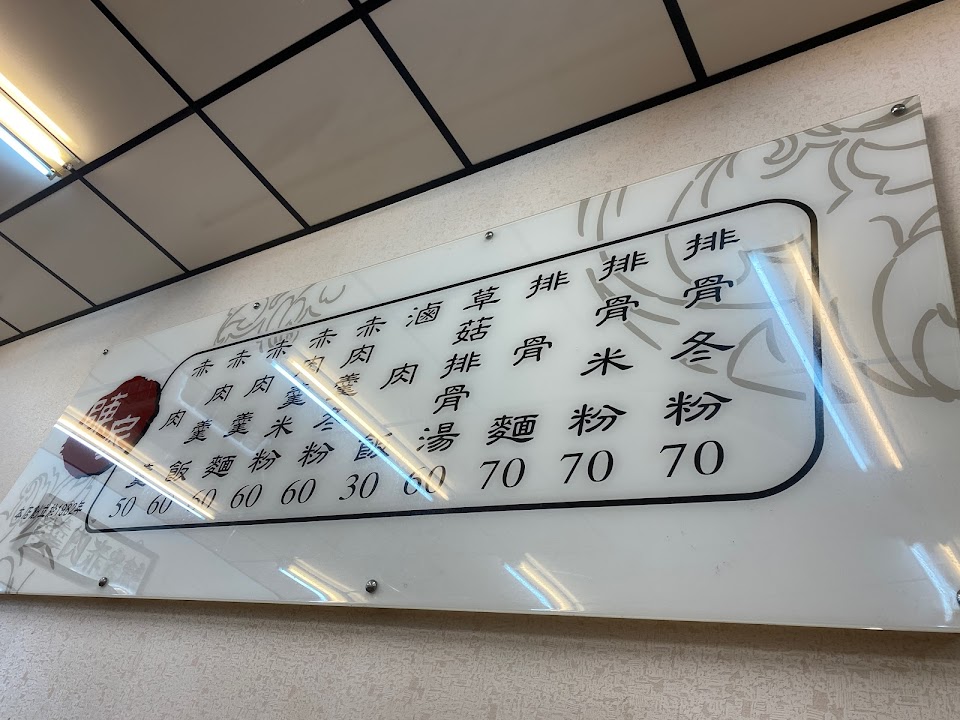 排骨冬粉 70
排骨米粉 70
排骨麵 70
草菇排骨湯 60
滷肉飯 30
赤肉羹冬粉 60
赤肉羹米粉 60
赤肉羹麵 60
赤肉羹飯 60
赤肉羹 50